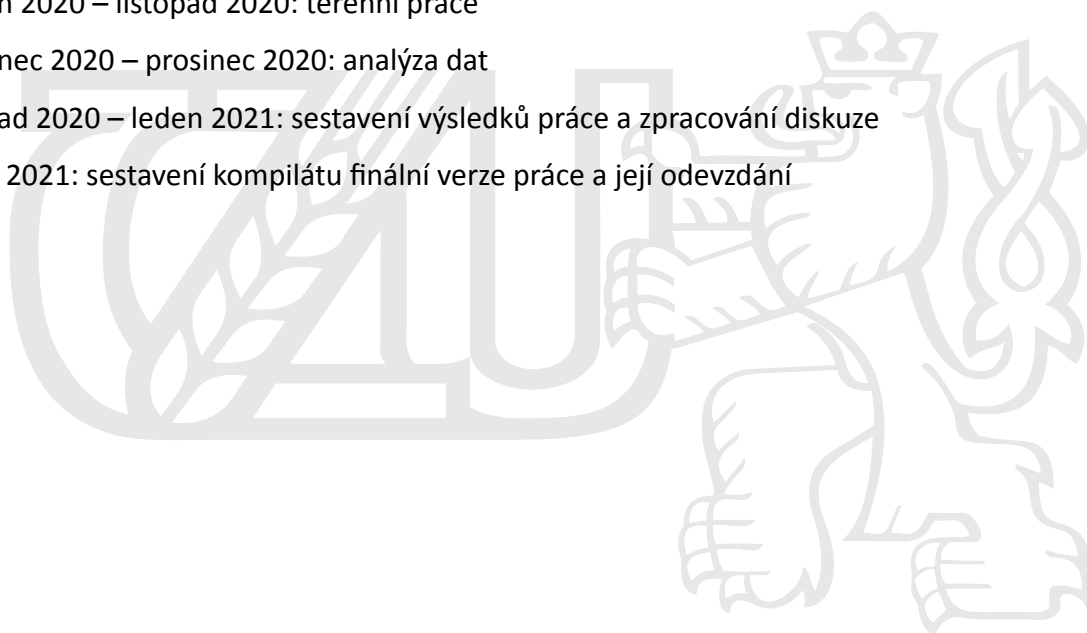 n 2020 – listopad 2020: terénní práce
nec 2020 – prosinec 2020: analýza dat
ad 2020 – leden 2021: sestavení výsledků práce a zpracování diskuze
2021: sestavení kompilátu finální verze práce a její odevzdání
ČZU